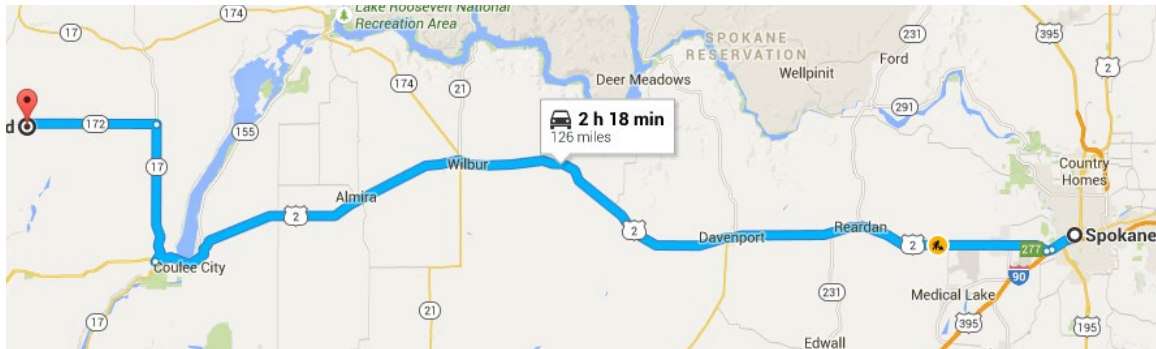 Lake Roosevelt National
Recreation Area
174
17
231
395
SPOKANE
RESERVATION
2
Ford
Wellpinit
Deer Meadows
174
21
291
d
172
155
2 h 18 min
126 miles
17
Wilbur
Country
Homes
Almira
2
2
Davenport
Reardan
2
277
Spokane
Coulee City
90
Medical Lake
231
21
17
395
195
Edwall